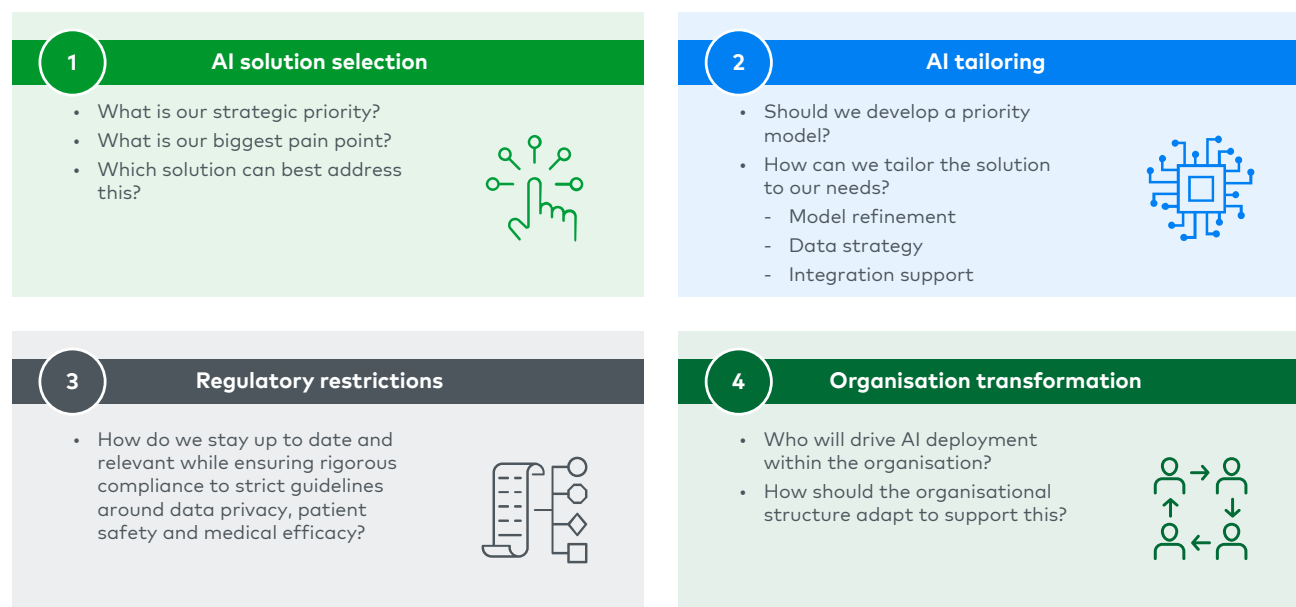 1
AI solution selection
• What is our strategic priority?
• What is our biggest pain point?
• Which solution can best address
this?
2
AI tailoring
• Should we develop a priority
model?
• How can we tailor the solution
to our needs?
- Model refinement
- Data strategy
- Integration support
3
Regulatory restrictions
• How do we stay up to date and
relevant while ensuring rigorous
compliance to strict guidelines
around data privacy, patient
safety and medical efficacy?
4
Organisation transformation
• Who will drive AI deployment
within the organisation?
• How should the organisational
structure adapt to support this?